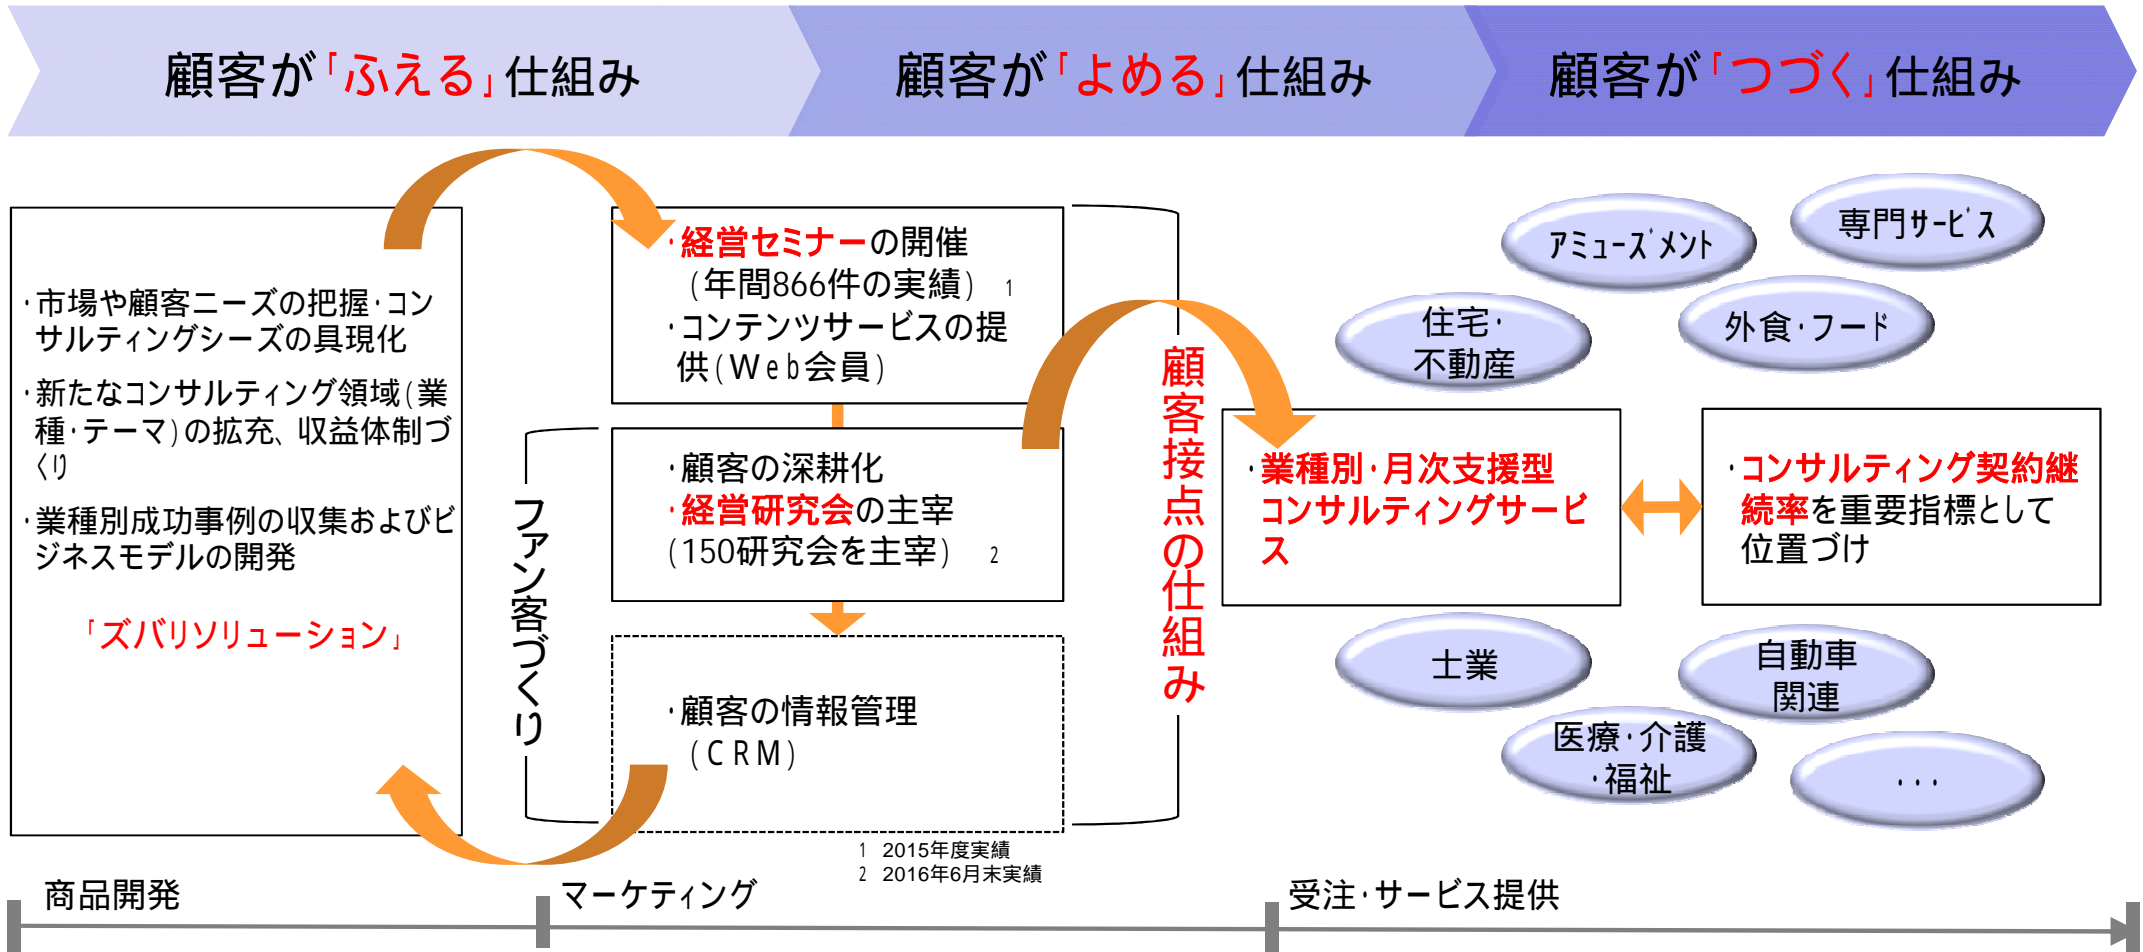 顧客が「ふえる」仕組み
顧客が「よめる」仕組み
顧客が「つづく」仕組み
・市場や顧客ニーズの把握・コン
サルティングシーズの具現化
・新たなコンサルティング領域(業
種・テーマ)の拡充、収益体制づ
くり
・業種別成功事例の収集およびビ
ジネスモデルの開発
「ズバリソリューション」
・経営セミナーの開催
(年間866件の実績) 1
・コンテンツサービスの提
供(Web会員)
ファン客づくり
・顧客の深耕化
・経営研究会の主宰
(150研究会を主宰) 2
・顧客の情報管理
(CRM)
1 2015年度実績
2 2016年6月末実績
顧客接点の仕組み
アミューズメント
専門サービス
住宅・
不動産
外食・フード
・業種別・月次支援型
コンサルティングサービ
ス
・コンサルティング契約継
続率を重要指標として
位置づけ
士業
自動車
関連
医療・介護
・福祉
・・・
商品開発
マーケティング
受注・サービス提供